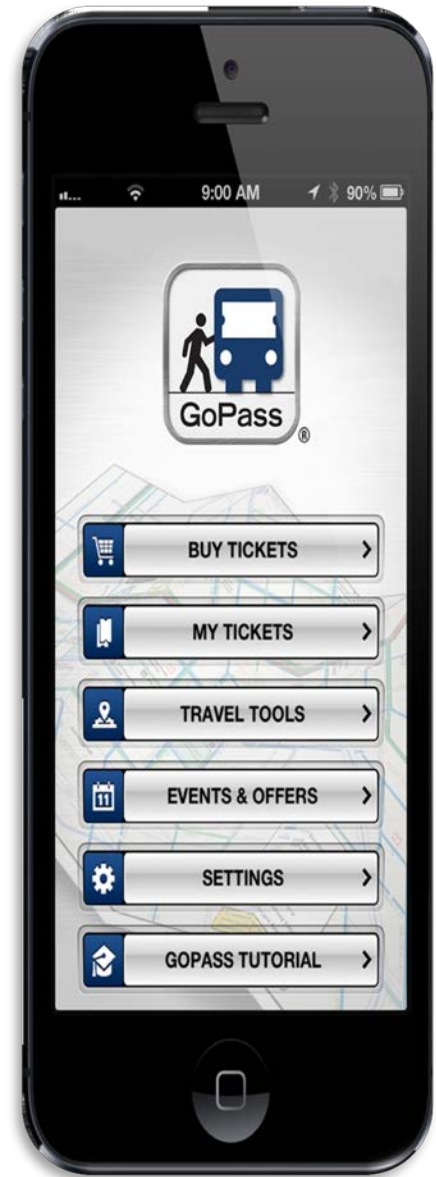 9:00 AM 90%
GoPass ®
BUY TICKETS
MY TICKETS
TRAVEL TOOLS
11
EVENTS & OFFERS
SETTINGS
GOPASS TUTORIAL